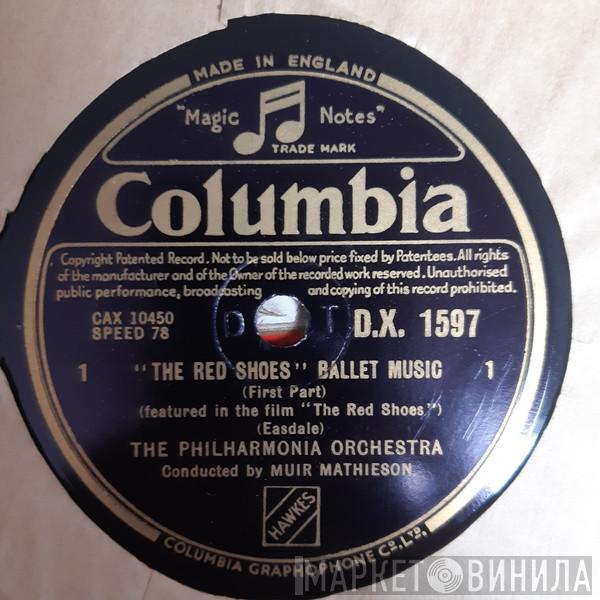 MADE IN ENGLAND
"Magic Notes"
TRADE MARK
Columbia
Copyright Patented Record. Not to be sold below price fixed by Patentees. All rights
of the manufacturer and of the Owner of the recorded work reserved. Unauthorised
public performance, broadcasting and copying of this record prohibited.
CAX 10450
SPEED 78
D T
D.X. 1597
1 "THE RED SHOES" BALLET MUSIC 1
(First Part)
(featured in the film "The Red Shoes")
(Easdale)
THE PHILHARMONIA ORCHESTRA
Conducted by MUIR MATHIESON
HAWKES
COLUMBIA GRAPHOPHONE CO. LTD.
МАРКЕТ ВИНИЛА